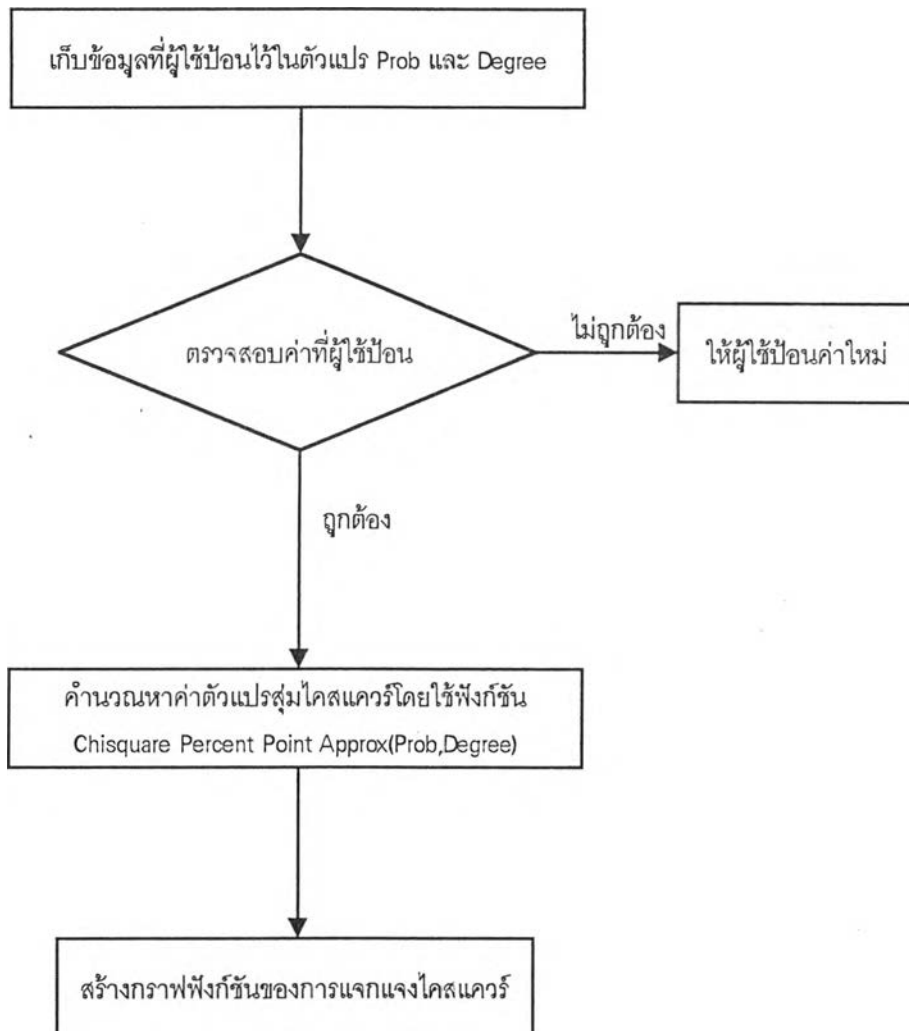 เก็บข้อมูลที่ผู้ใช้ป้อนไว้ในตัวแปร Prob และ Degree
ตรวจสอบค่าที่ผู้ใช้ป้อน
ไม่ถูกต้อง
ให้ผู้ใช้ป้อนค่าใหม่
ถูกต้อง
คำนวณหาค่าตัวแปรสุ่มไคสแควร์โดยใช้ฟังก์ชัน
Chisquare Percent Point Approx(Prob,Degree)
สร้างกราฟฟังก์ชันของการแจกแจงไคสแควร์